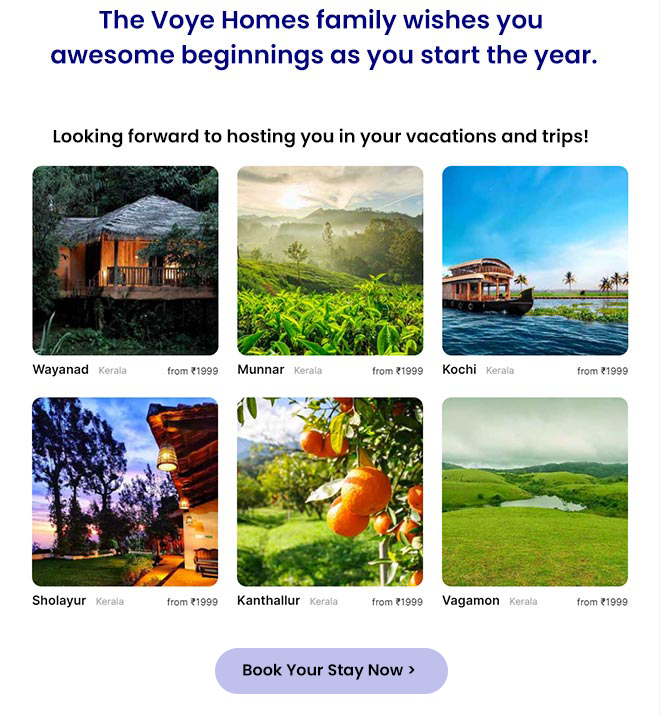 The Voye Homes family wishes you
awesome beginnings as you start the year.
Looking forward to hosting you in your vacations and trips!
Wayanad Kerala from ₹1999
Munnar Kerala from ₹1999
Kochi Kerala from ₹1999
Sholayur Kerala from ₹1999
Kanthallur Kerala from ₹1999
Vagamon Kerala from ₹1999
Book Your Stay Now >